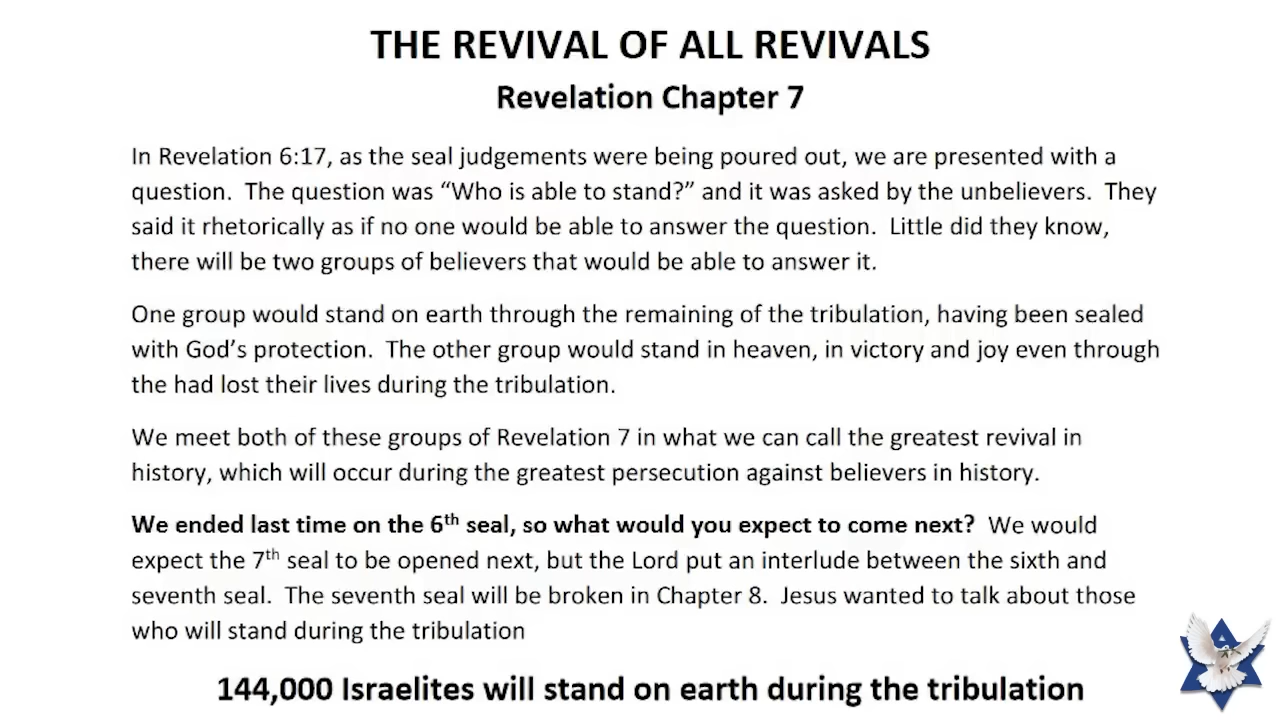 THE REVIVAL OF ALL REVIVALS
Revelation Chapter 7
In Revelation 6:17, as the seal judgements were being poured out, we are presented with a
question.  The question was “Who is able to stand?” and it was asked by the unbelievers.  They
said it rhetorically as if no one would be able to answer the question.  Little did they know,
there will be two groups of believers that would be able to answer it.
One group would stand on earth through the remaining of the tribulation, having been sealed
with God’s protection.  The other group would stand in heaven, in victory and joy even through
the had lost their lives during the tribulation.
We meet both of these groups of Revelation 7 in what we can call the greatest revival in
history, which will occur during the greatest persecution against believers in history.
We ended last time on the 6th seal, so what would you expect to come next?  We would
expect the 7th seal to be opened next, but the Lord put an interlude between the sixth and
seventh seal.  The seventh seal will be broken in Chapter 8.  Jesus wanted to talk about those
who will stand during the tribulation
144,000 Israelites will stand on earth during the tribulation